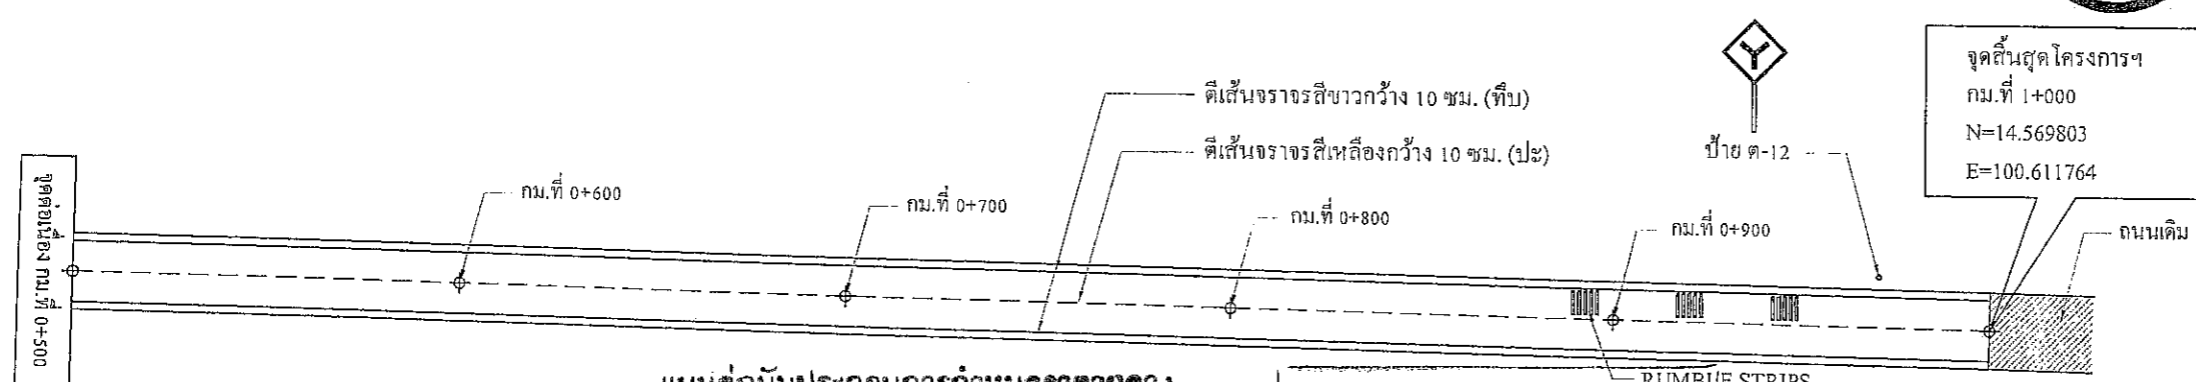 จุดสิ้นสุดโครงการฯ
กม.ที่ 1+000
N=14.569803
E=100.611764
ตีเส้นจราจรสีขาวกว้าง 10 ซม. (ทึบ)
ตีเส้นจราจรสีเหลืองกว้าง 10 ซม. (ปะ)
ป้าย ต-12
กม.ที่ 0+600
กม.ที่ 0+700
กม.ที่ 0+800
กม.ที่ 0+900
ถนนเดิม
จุดต่อเนื่อง กม.ที่ 0+500
RUMBLE STRIPS